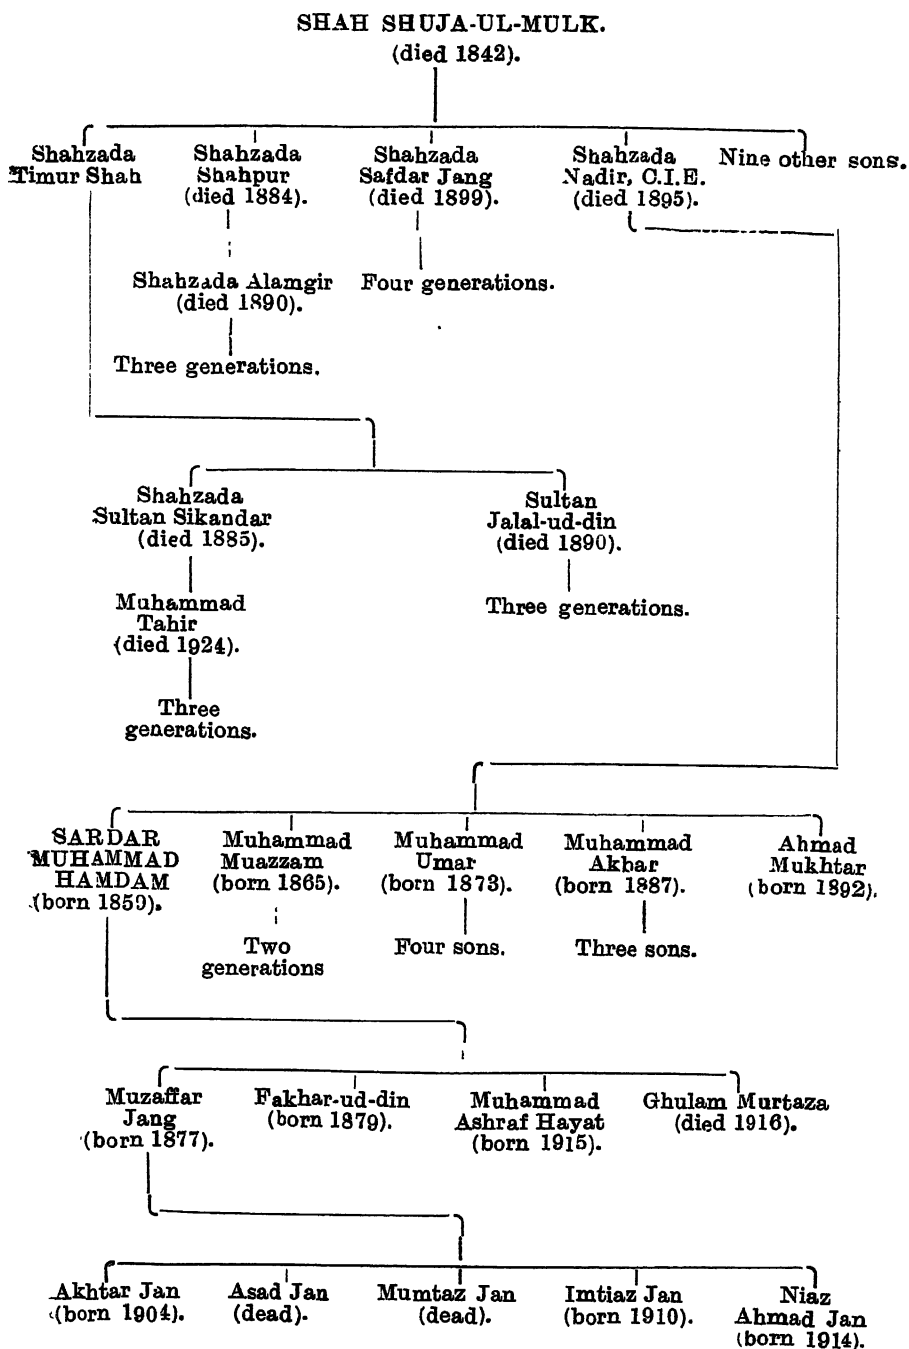 SHAH SHUJA-UL-MULK.
(died 1842).
Shahzada
Timur Shah
Shahzada
Shahpur
(died 1884).
Shahzada
Safdar Jang
(died 1899).
Shahzada
Nadir, C.I.E.
(died 1895).
Nine other sons.
Shahzada Alamgir
(died 1890).
Four generations.
Three generations.
Shahzada
Sultan Sikandar
(died 1885).
Sultan
Jalal-ud-din
(died 1890).
Muhammad
Tahir
(died 1924).
Three generations.
Three
generations.
SARDAR
MUHAMMAD
HAMDAM
(born 1859).
Muhammad
Muazzam
(born 1865).
Muhammad
Umar
(born 1873).
Muhammad
Akbar
(born 1887).
Ahmad
Mukhtar
(born 1892).
Two
generations
Four sons.
Three sons.
Muzaffar
Jang
(born 1877).
Fakhar-ud-din
(born 1879).
Muhammad
Ashraf Hayat
(born 1915).
Ghulam Murtaza
(died 1916).
Akhtar Jan
(born 1904).
Asad Jan
(dead).
Mumtaz Jan
(dead).
Imtiaz Jan
(born 1910).
Niaz
Ahmad Jan
(born 1914).